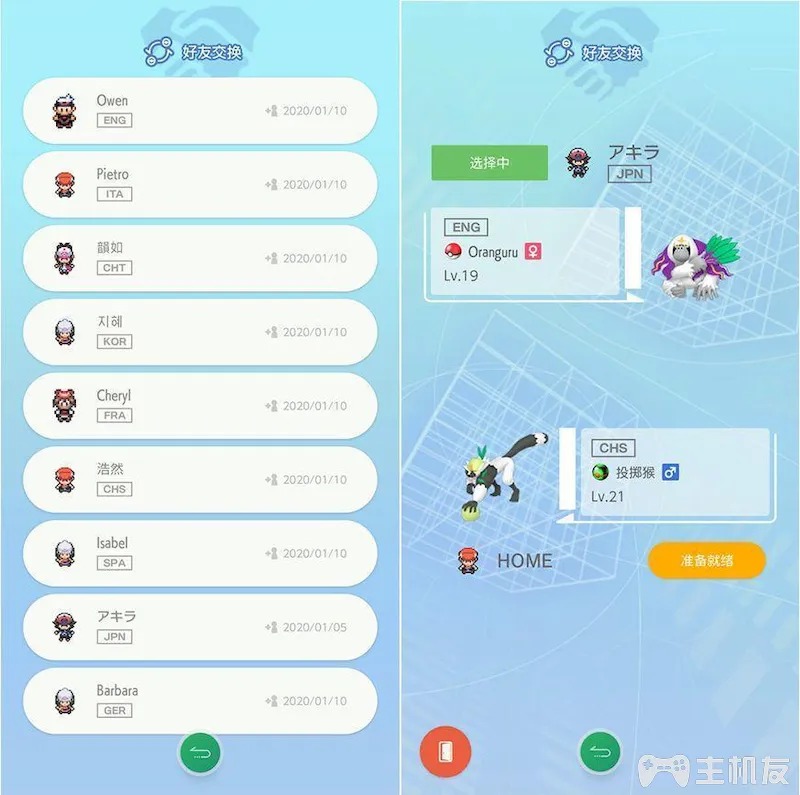 好友交换
Owen
ENG
2020/01/10
Pietro
ITA
2020/01/10
韻如
CHT
2020/01/10
지혜
KOR
2020/01/10
Cheryl
FRA
2020/01/10
浩然
CHS
2020/01/10
Isabel
SPA
2020/01/10
アキラ
JPN
2020/01/05
Barbara
GER
2020/01/10
好友交换
选择中
アキラ
JPN
ENG
Oranguru ♀
Lv.19
CHS
投掷猴 ♂
Lv.21
HOME
准备就绪
主机友